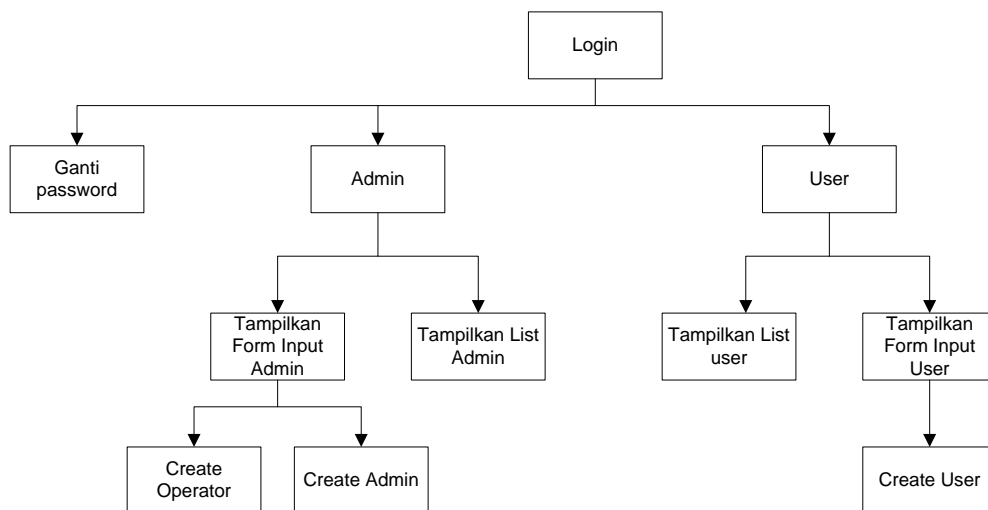 Login
Ganti
password
Admin
User
Tampilkan
Form Input
Admin
Tampilkan List
Admin
Tampilkan List
user
Tampilkan
Form Input
User
Create
Operator
Create Admin
Create User